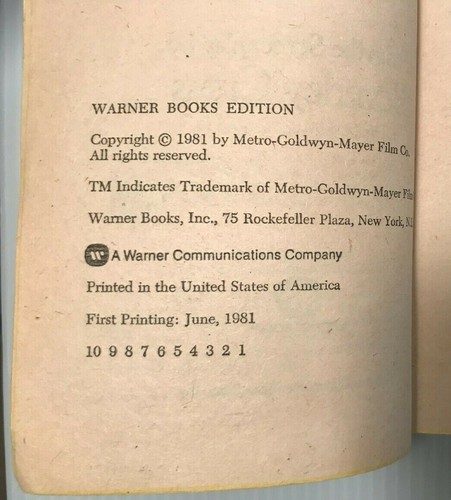 WARNER BOOKS EDITION
Copyright © 1981 by Metro-Goldwyn-Mayer Film Co.
All rights reserved.
TM Indicates Trademark of Metro-Goldwyn-Mayer
Warner Books, Inc., 75 Rockefeller Plaza, New York,
A Warner Communications Company
Printed in the United States of America
First Printing: June, 1981
10 9 8 7 6 5 4 3 2 1